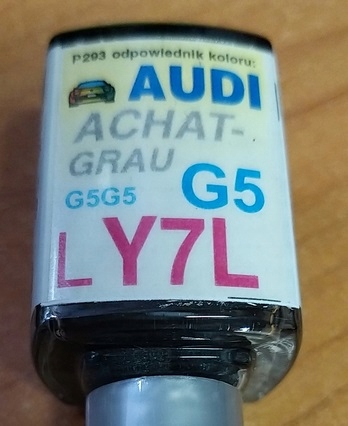 P293 odpowiednik koloru:
AUDI
ACHAT-
GRAU
G5G5 G5
LY7L